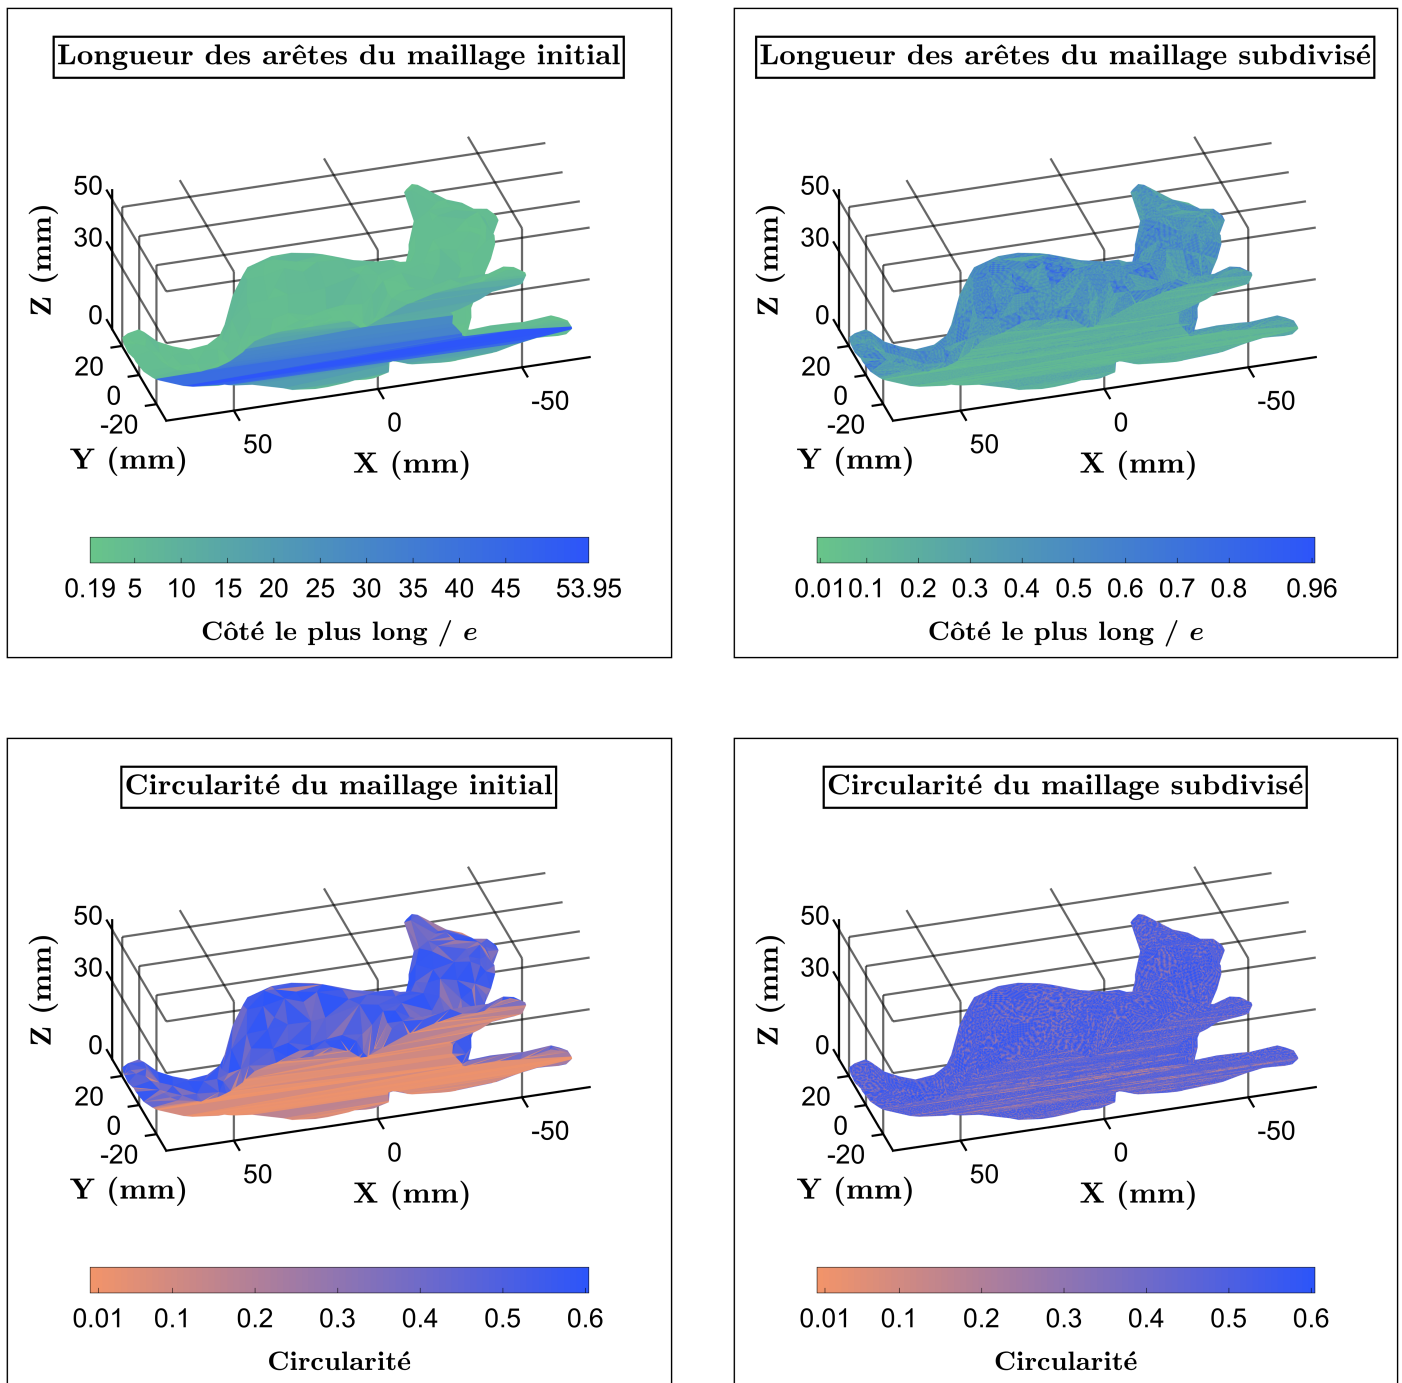 Longueur des arêtes du maillage initial
50
30
0
Z (mm)
20
0
-20
Y (mm)
50
0
-50
X (mm)
0.19 5 10 15 20 25 30 35 40 45 53.95
Côté le plus long / e
Longueur des arêtes du maillage subdivisé
50
30
0
Z (mm)
20
0
-20
Y (mm)
50
0
-50
X (mm)
0.01 0.1 0.2 0.3 0.4 0.5 0.6 0.7 0.8 0.96
Côté le plus long / e
Circularité du maillage initial
50
30
0
Z (mm)
20
0
-20
Y (mm)
50
0
-50
X (mm)
0.01 0.1 0.2 0.3 0.4 0.5 0.6
Circularité
Circularité du maillage subdivisé
50
30
0
Z (mm)
20
0
-20
Y (mm)
50
0
-50
X (mm)
0.01 0.1 0.2 0.3 0.4 0.5 0.6
Circularité